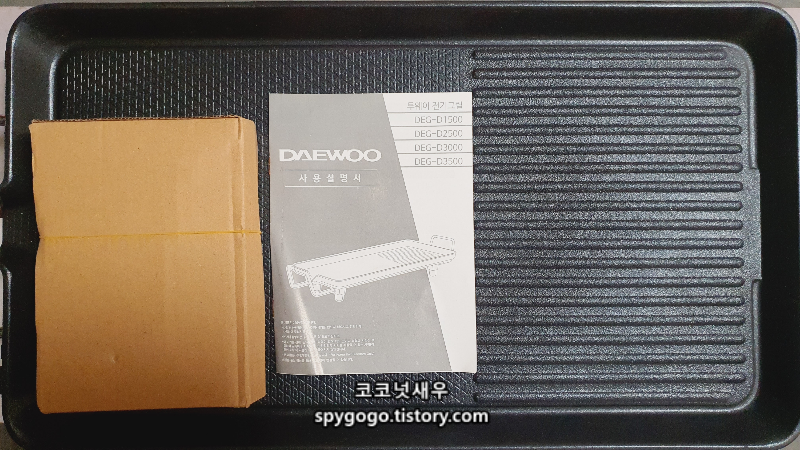 투웨이 전기그릴
DEG-D1500
DEG-D2500
DEG-D3000
DEG-D3500
DAEWOO
사용설명서
코코넛새우
spygogo.tistory.com